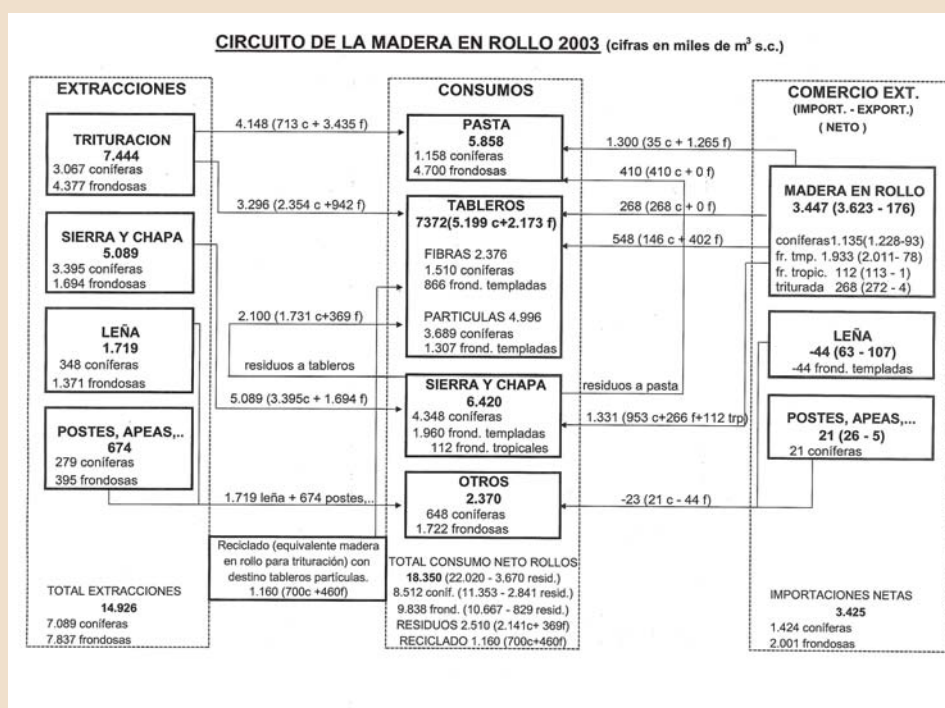 CIRCUITO DE LA MADERA EN ROLLO 2003 (cifras en miles de m³ s.c.)
EXTRACCIONES
TRITURACION
7.444
3.067 coníferas
4.377 frondosas
SIERRA Y CHAPA
5.089
3.395 coníferas
1.694 frondosas
LEÑA
1.719
348 coníferas
1.371 frondosas
POSTES, APEAS,..
674
279 coníferas
395 frondosas
TOTAL EXTRACCIONES
14.926
7.089 coníferas
7.837 frondosas
4.148 (713 c + 3.435 f)
3.296 (2.354 c +942 f)
2.100 (1.731 c+369 f)
residuos a tableros
5.089 (3.395c + 1.694 f)
1.719 leña + 674 postes,..
Reciclado (equivalente madera
en rollo para trituración) con
destino tableros partículas.
1.160 (700c +460f)
CONSUMOS
PASTA
5.858
1.158 coníferas
4.700 frondosas
TABLEROS
7372(5.199 c+2.173 f)
FIBRAS 2.376
1.510 coníferas
866 frond. templadas
PARTICULAS 4.996
3.689 coníferas
1.307 frond. templadas
SIERRA Y CHAPA
6.420
4.348 coníferas
1.960 frond. templadas
112 frond. tropicales
OTROS
2.370
648 coníferas
1.722 frondosas
TOTAL CONSUMO NETO ROLLOS
18.350 (22.020 - 3.670 resid.)
8.512 coníf. (11.353 - 2.841 resid.)
9.838 frond. (10.667 - 829 resid.)
RESIDUOS 2.510 (2.141c+ 369f)
RECICLADO 1.160 (700c+460f)
1.300 (35 c + 1.265 f)
410 (410 c + 0 f)
268 (268 c + 0 f)
548 (146 c + 402 f)
residuos a pasta
1.331 (953 c+266 f+112 trp)
-23 (21 c - 44 f)
COMERCIO EXT.
(IMPORT. - EXPORT.)
( NETO )
MADERA EN ROLLO
3.447 (3.623 - 176)
coníferas1.135(1.228-93)
fr. tmp. 1.933 (2.011- 78)
fr. tropic. 112 (113 - 1)
triturada 268 (272 - 4)
LEÑA
-44 (63 - 107)
-44 frond. templadas
POSTES, APEAS,...
21 (26 - 5)
21 coníferas
IMPORTACIONES NETAS
3.425
1.424 coníferas
2.001 frondosas